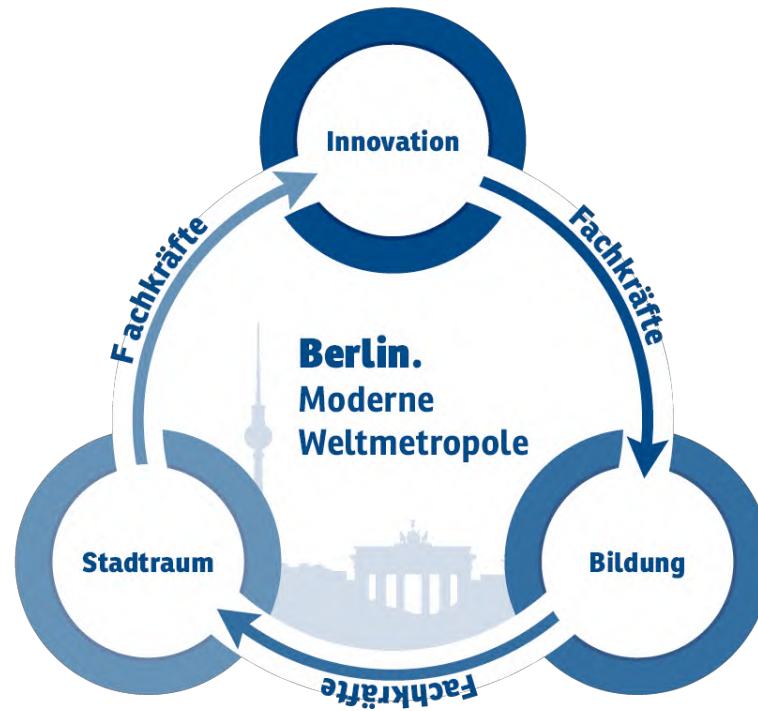 Innovation
Fachkräfte
Fachkräfte
Berlin.
Moderne
Weltmetropole
Stadtraum
Bildung
Fachkräfte